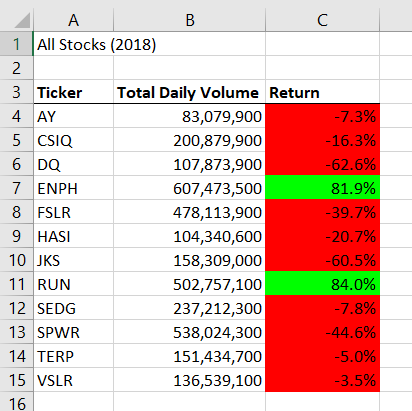 A B C
1 All Stocks (2018)
2
3 Ticker Total Daily Volume Return
4 AY 83,079,900 -7.3%
5 CSIQ 200,879,900 -16.3%
6 DQ 107,873,900 -62.6%
7 ENPH 607,473,500 81.9%
8 FSLR 478,113,900 -39.7%
9 HASI 104,340,600 -20.7%
10 JKS 158,309,000 -60.5%
11 RUN 502,757,100 84.0%
12 SEDG 237,212,300 -7.8%
13 SPWR 538,024,300 -44.6%
14 TERP 151,434,700 -5.0%
15 VSLR 136,539,100 -3.5%
16